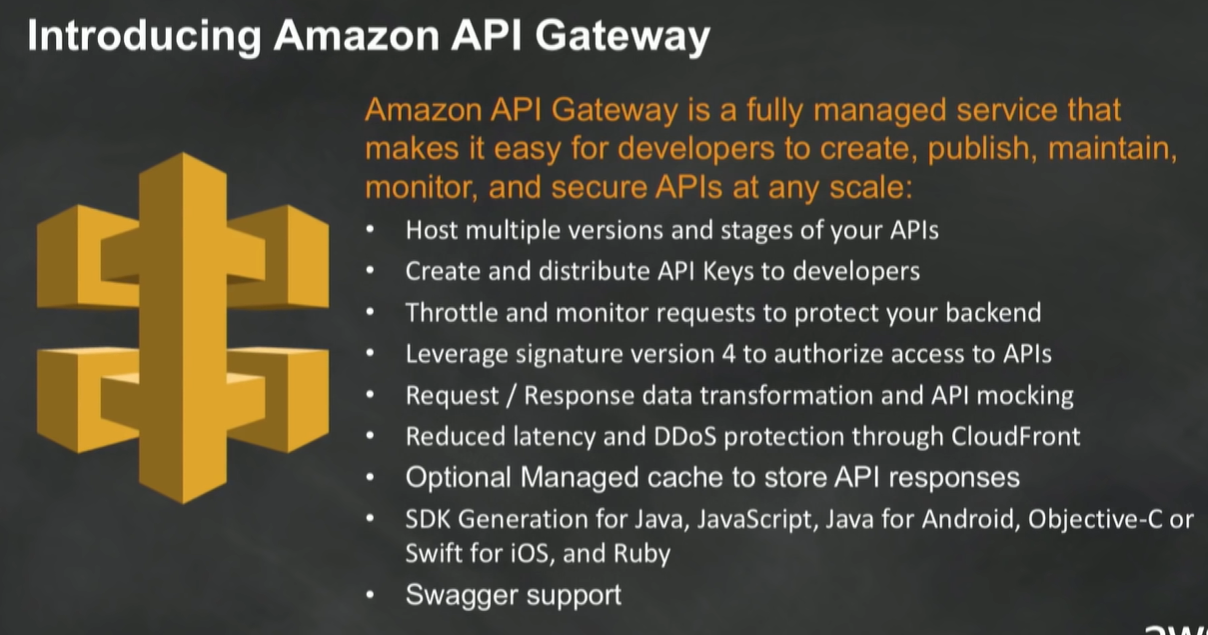 Introducing Amazon API Gateway
Amazon API Gateway is a fully managed service that
makes it easy for developers to create, publish, maintain,
monitor, and secure APIs at any scale:
• Host multiple versions and stages of your APIs
• Create and distribute API Keys to developers
• Throttle and monitor requests to protect your backend
• Leverage signature version 4 to authorize access to APIs
• Request / Response data transformation and API mocking
• Reduced latency and DDoS protection through CloudFront
• Optional Managed cache to store API responses
• SDK Generation for Java, JavaScript, Java for Android, Objective-C or
Swift for iOS, and Ruby
• Swagger support